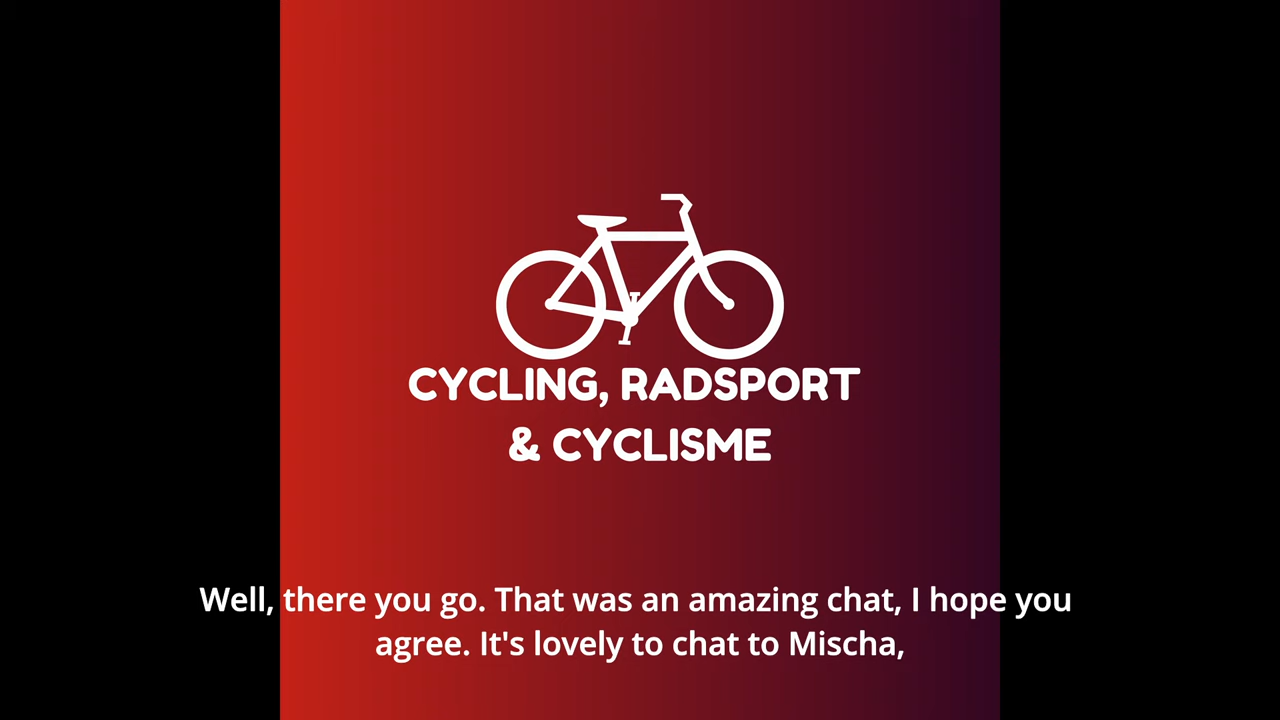 CYCLING, RADSPORT
& CYCLISME
Well, there you go. That was an amazing chat, I hope you
agree. It's lovely to chat to Mischa,